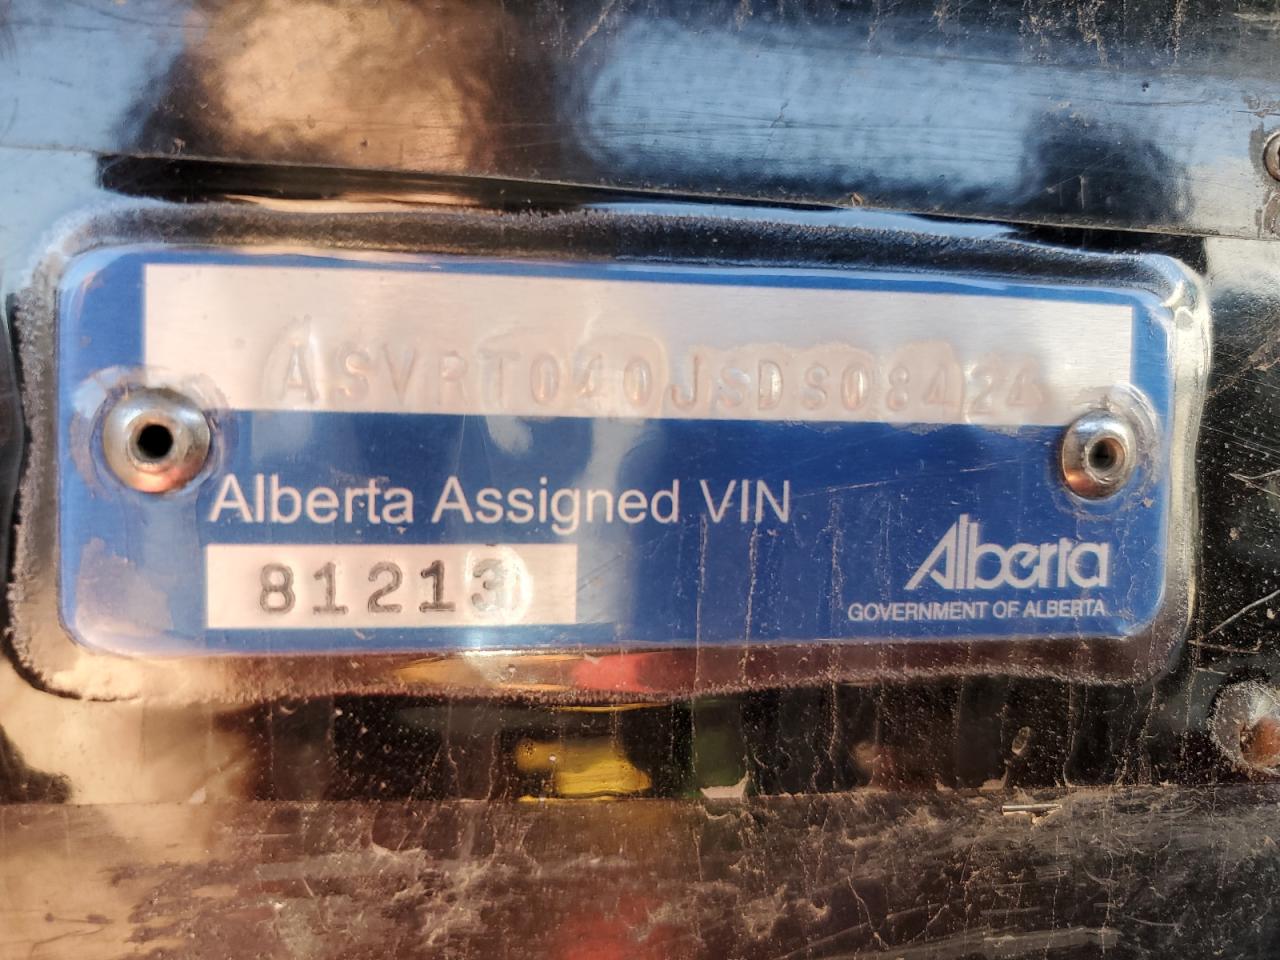 ASVRT040JSDS08424
Alberta Assigned VIN
81213
Alberta
GOVERNMENT OF ALBERTA